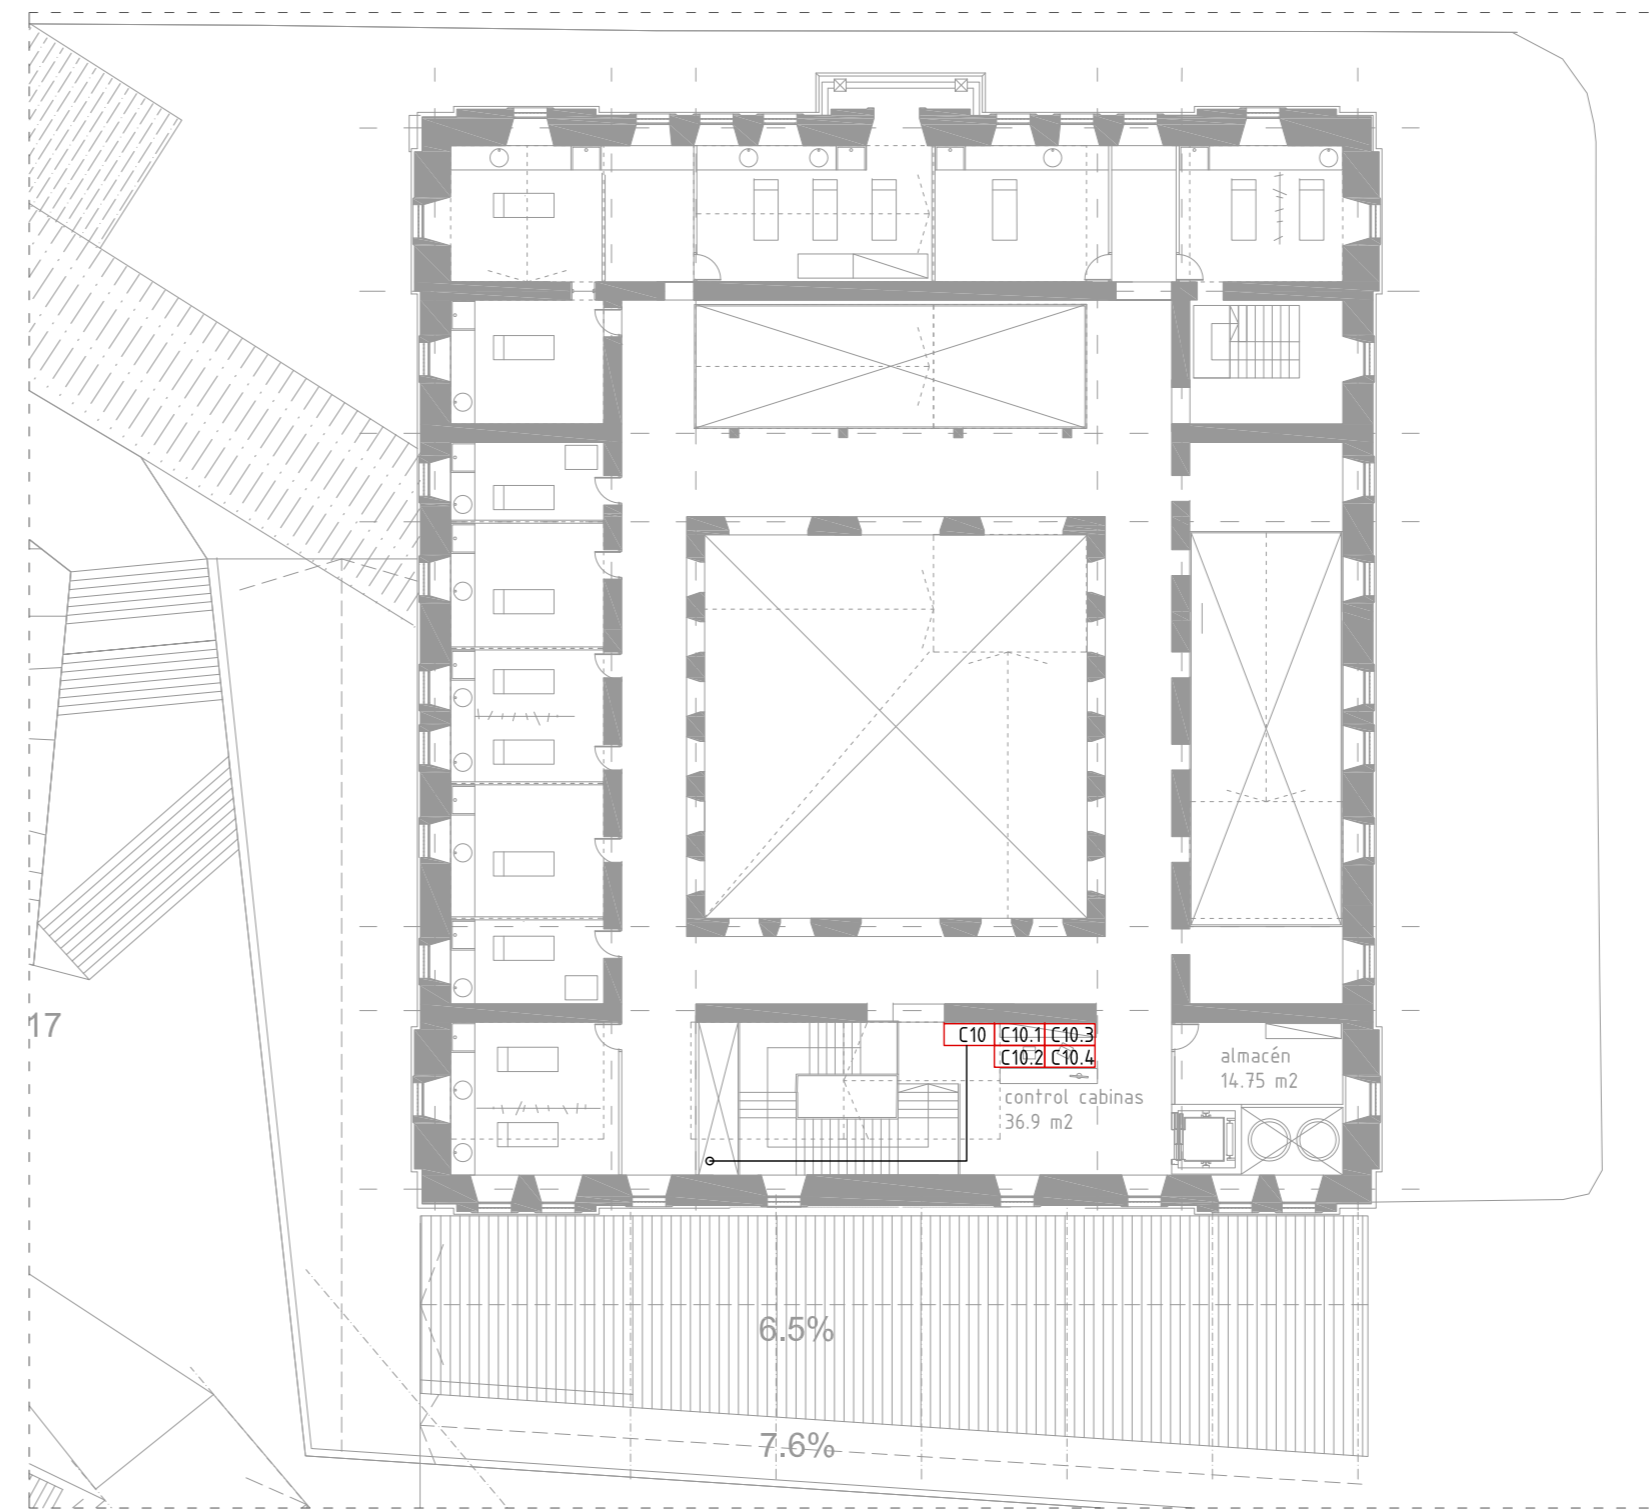 17
C10 C10.1 C10.3
C10.2 C10.4
almacén
14.75 m2
control cabinas
36.9 m2
6.5%
7.6%